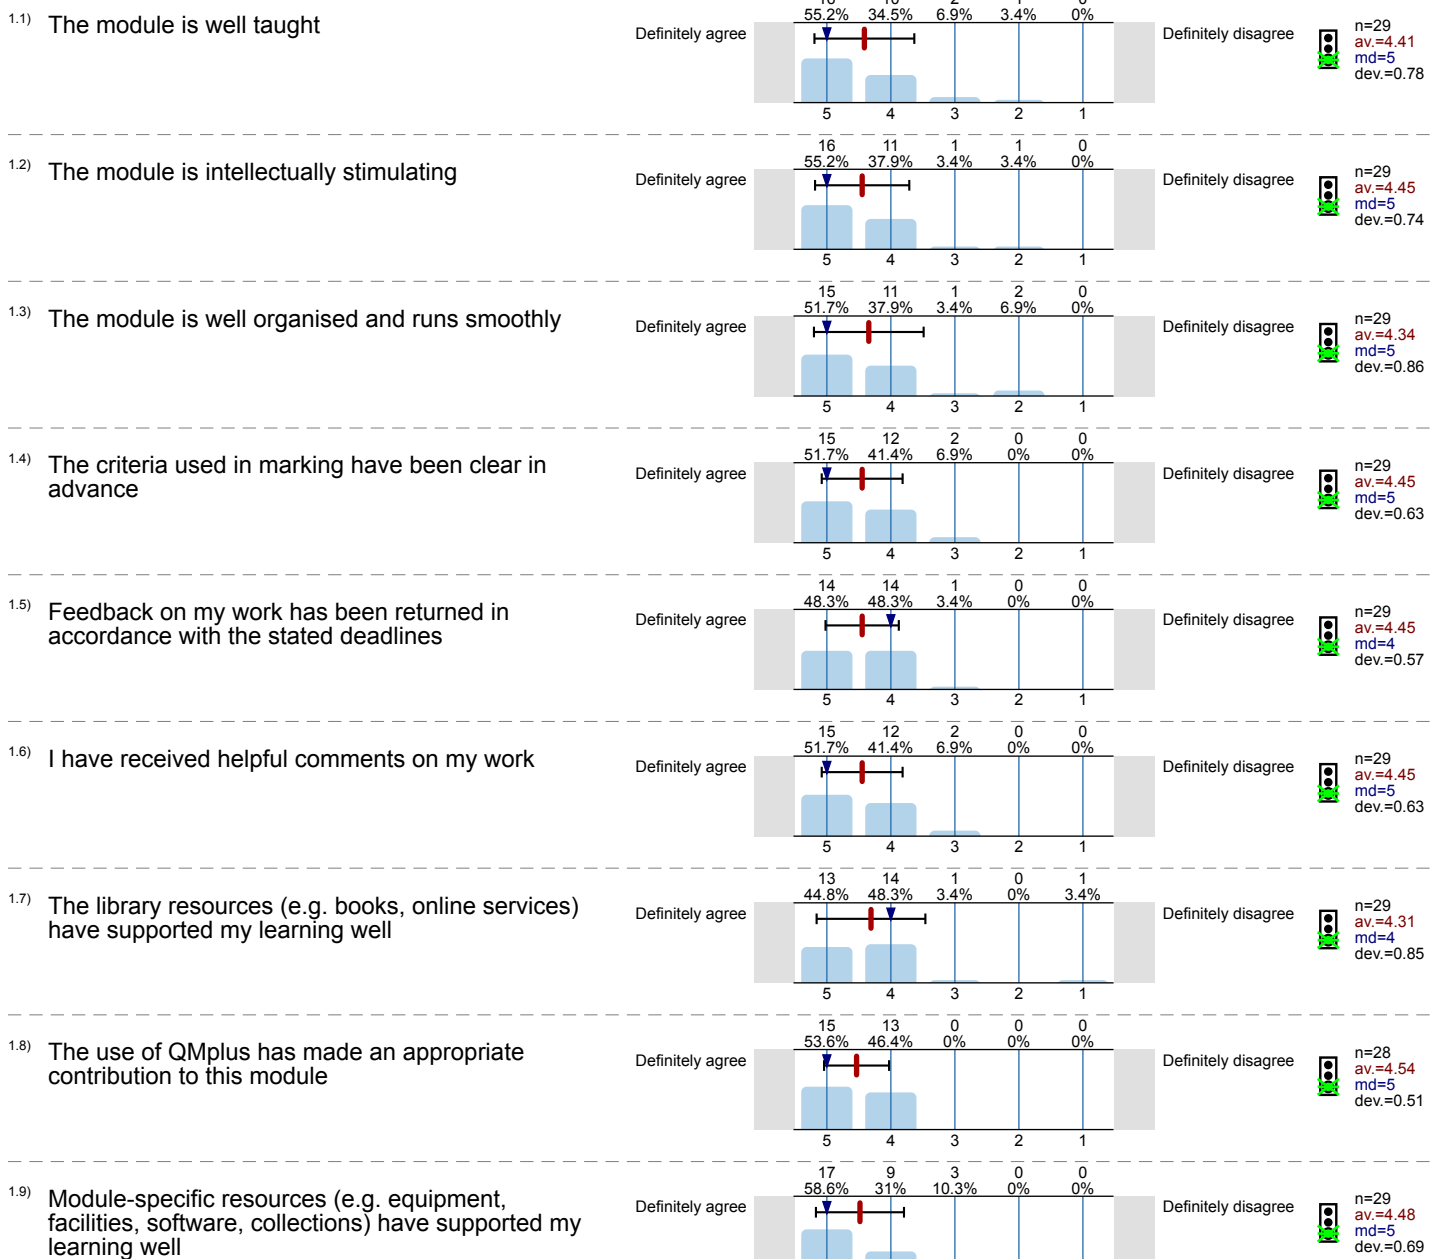 16 10 2 1 0
55.2% 34.5% 6.9% 3.4% 0%
1.1) The module is well taught
Definitely agree Definitely disagree
n=29
av.=4.41
md=5
dev.=0.78
5 4 3 2 1
16 11 1 1 0
55.2% 37.9% 3.4% 3.4% 0%
1.2) The module is intellectually stimulating
Definitely agree Definitely disagree
n=29
av.=4.45
md=5
dev.=0.74
5 4 3 2 1
15 11 1 2 0
51.7% 37.9% 3.4% 6.9% 0%
1.3) The module is well organised and runs smoothly
Definitely agree Definitely disagree
n=29
av.=4.34
md=5
dev.=0.86
5 4 3 2 1
15 12 2 0 0
51.7% 41.4% 6.9% 0% 0%
1.4) The criteria used in marking have been clear in
advance
Definitely agree Definitely disagree
n=29
av.=4.45
md=5
dev.=0.63
5 4 3 2 1
14 14 1 0 0
48.3% 48.3% 3.4% 0% 0%
1.5) Feedback on my work has been returned in
accordance with the stated deadlines
Definitely agree Definitely disagree
n=29
av.=4.45
md=4
dev.=0.57
5 4 3 2 1
15 12 2 0 0
51.7% 41.4% 6.9% 0% 0%
1.6) I have received helpful comments on my work
Definitely agree Definitely disagree
n=29
av.=4.45
md=5
dev.=0.63
5 4 3 2 1
13 14 1 0 1
44.8% 48.3% 3.4% 0% 3.4%
1.7) The library resources (e.g. books, online services)
have supported my learning well
Definitely agree Definitely disagree
n=29
av.=4.31
md=4
dev.=0.85
5 4 3 2 1
15 13 0 0 0
53.6% 46.4% 0% 0% 0%
1.8) The use of QMplus has made an appropriate
contribution to this module
Definitely agree Definitely disagree
n=28
av.=4.54
md=5
dev.=0.51
5 4 3 2 1
17 9 3 0 0
58.6% 31% 10.3% 0% 0%
1.9) Module-specific resources (e.g. equipment,
facilities, software, collections) have supported my
learning well
Definitely agree Definitely disagree
n=29
av.=4.48
md=5
dev.=0.69